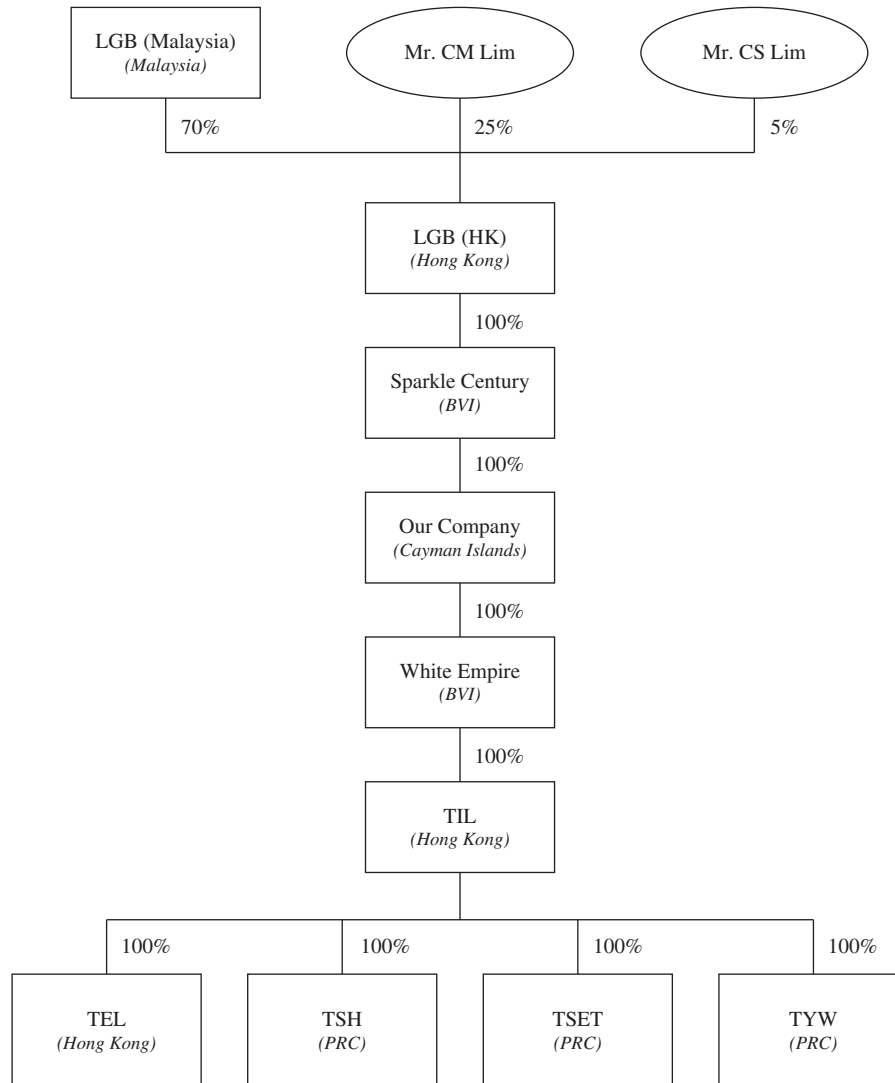 LGB (Malaysia)
(Malaysia)
Mr. CM Lim
Mr. CS Lim
70%
25%
5%
LGB (HK)
(Hong Kong)
100%
Sparkle Century
(BVI)
100%
Our Company
(Cayman Islands)
100%
White Empire
(BVI)
100%
TIL
(Hong Kong)
100%
100%
100%
100%
TEL
(Hong Kong)
TSH
(PRC)
TSET
(PRC)
TYW
(PRC)